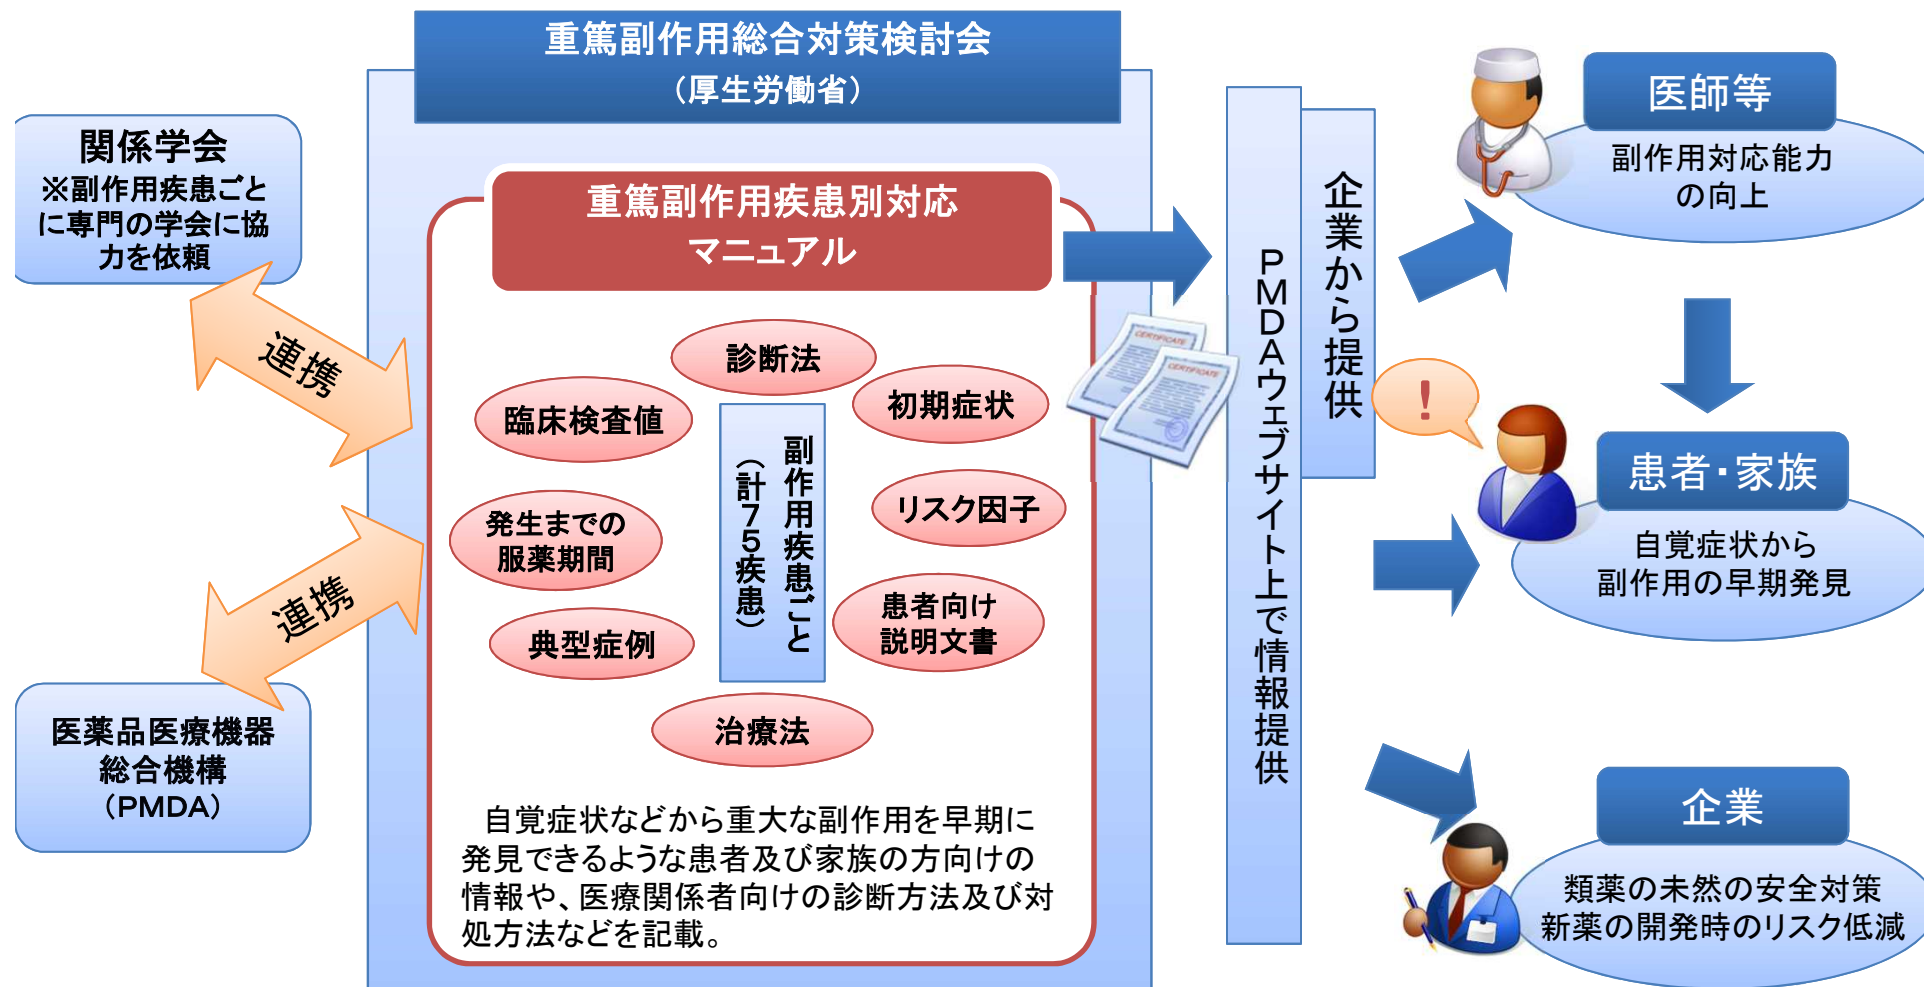 重篤副作用総合対策検討会
（厚生労働省）
関係学会
※副作用疾患ごと
に専門の学会に協
力を依頼
連携
医薬品医療機器
総合機構
（PMDA）
連携
重篤副作用疾患別対応
マニュアル
診断法
臨床検査値
初期症状
副作用疾患ごと
（計７５疾患）
リスク因子
発生までの
服薬期間
患者向け
説明文書
典型症例
治療法
自覚症状などから重大な副作用を早期に
発見できるような患者及び家族の方向けの
情報や、医療関係者向けの診断方法及び対
処方法などを記載。
CERTIFICATE
CERTIFICATE
ＰＭＤＡウェブサイト上で情報提供
企業から提供
医師等
副作用対応能力
の向上
！
患者・家族
自覚症状から
副作用の早期発見
企業
類薬の未然の安全対策
新薬の開発時のリスク低減